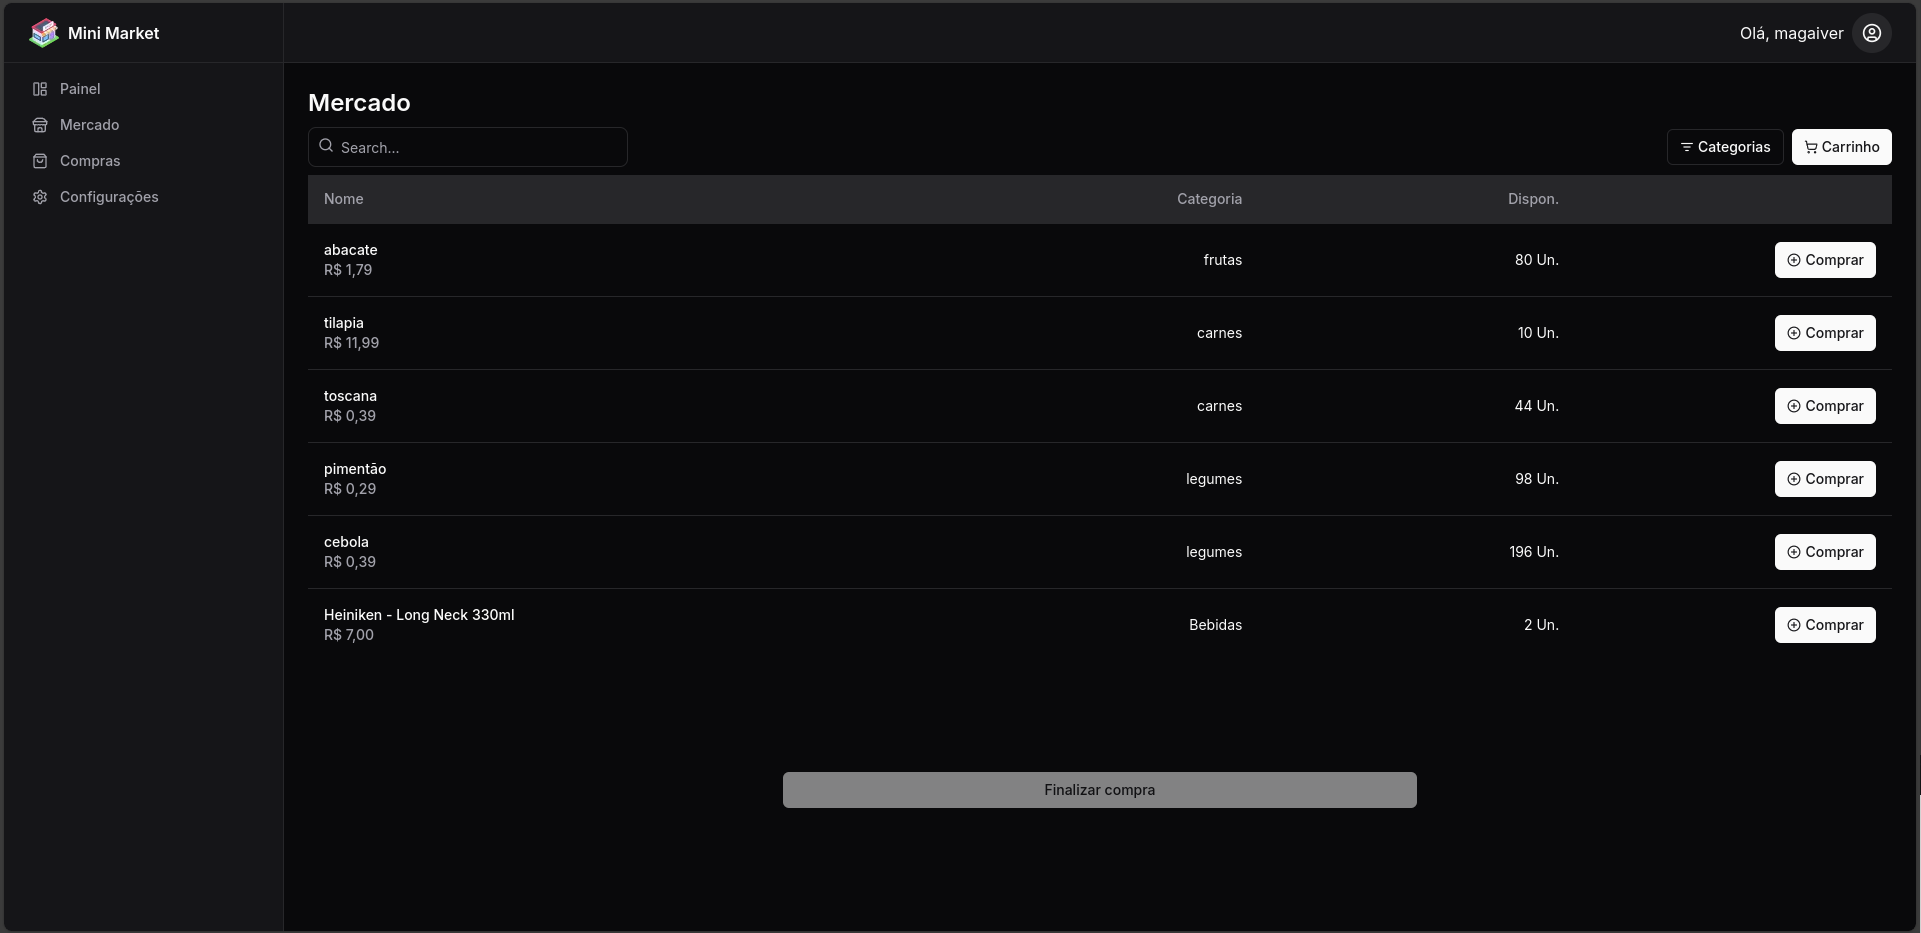 Mini Market
Olá, magaiver
Painel
Mercado
Compras
Configurações
Mercado
Search...
Categorias
Carrinho
Nome Categoria Dispon.
abacate
R$ 1,79
frutas 80 Un. Comprar
tilapia
R$ 11,99
carnes 10 Un. Comprar
toscana
R$ 0,39
carnes 44 Un. Comprar
pimentão
R$ 0,29
legumes 98 Un. Comprar
cebola
R$ 0,39
legumes 196 Un. Comprar
Heiniken - Long Neck 330ml
R$ 7,00
Bebidas 2 Un. Comprar
Finalizar compra